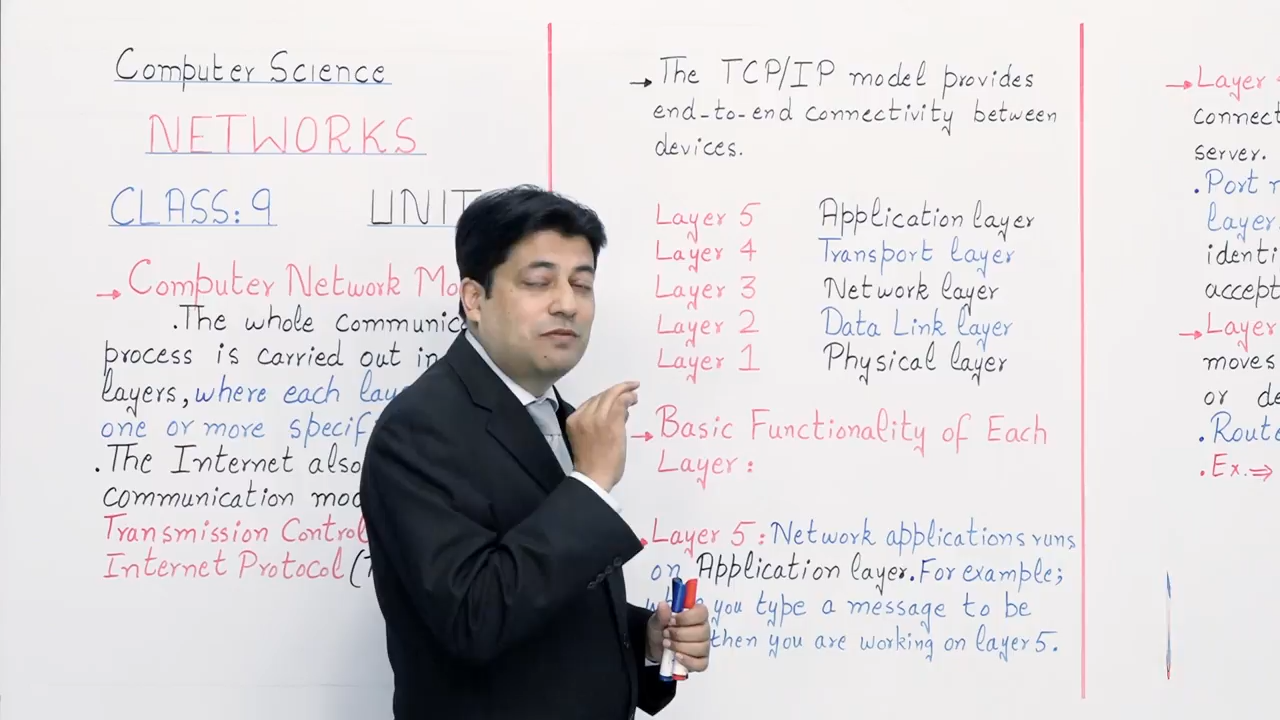 Computer Science
NETWORKS
CLASS: 9 UNIT
→ Computer Network Mo
.The whole communic
process is carried out in
layers, where each lay
one or more specif
.The Internet also
communication mod
Transmission Control
Internet Protocol (
→ The TCP/IP model provides
end-to-end connectivity between
devices.
Layer 5 Application layer
Layer 4 Transport layer
Layer 3 Network layer
Layer 2 Data Link layer
Layer 1 Physical layer
→ Basic Functionality of Each
Layer:
Layer 5: Network applications runs
on Application layer. For example;
you type a message to be
then you are working on layer 5.
→ Layer
connect
server.
.Port
layer
identi
accept
→ Layer
moves
or de
.Route
.Ex.⇒